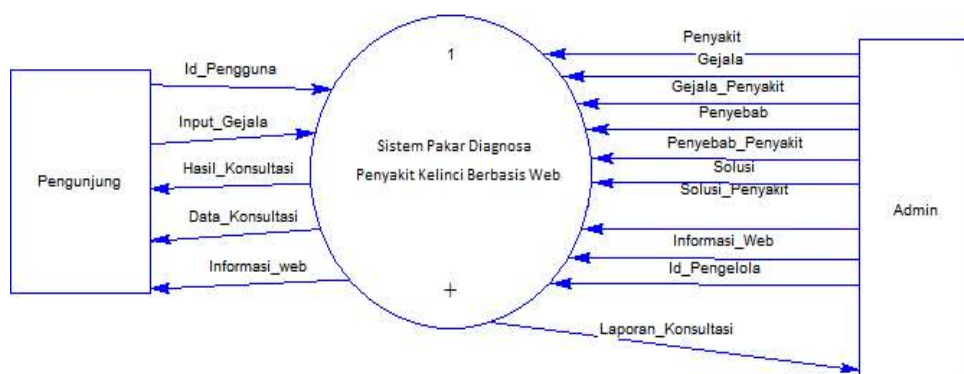 Pengunjung
Id_Pengguna
Input_Gejala
Hasil_Konsultasi
Data_Konsultasi
Informasi_web
1
Sistem Pakar Diagnosa
Penyakit Kelinci Berbasis Web
+
Penyakit
Gejala
Gejala_Penyakit
Penyebab
Penyebab_Penyakit
Solusi
Solusi_Penyakit
Informasi_Web
Id_Pengelola
Laporan_Konsultasi
Admin